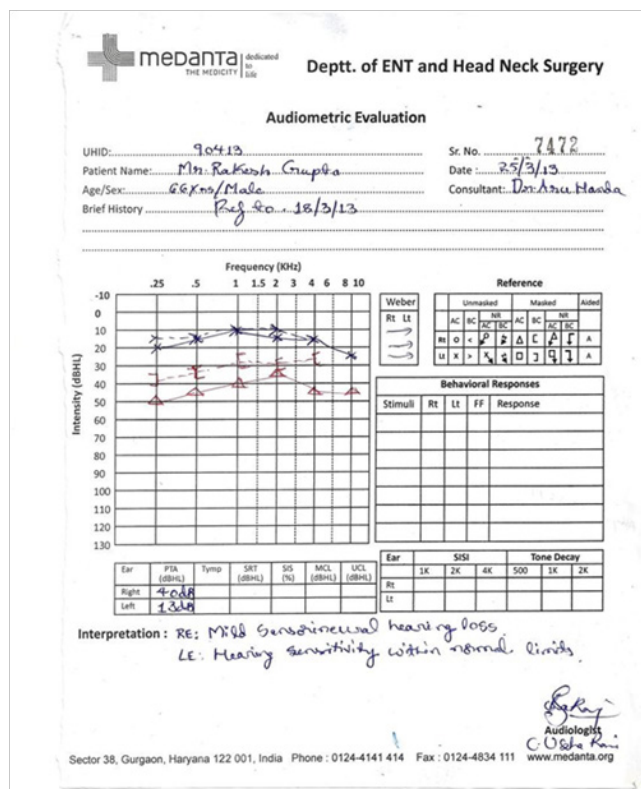 medanta dedicated to life
THE MEDICITY
Deptt. of ENT and Head Neck Surgery
Audiometric Evaluation
UHID: 90413 Sr. No. 7472
Patient Name: Mr. Rakesh Gupta Date: 25/3/13
Age/Sex: 66 Yrs/Male Consultant: Dr. Anu Handa
Brief History Ref to. 18/3/13
Frequency (KHz)
.25 .5 1 1.5 2 3 4 6 8 10
Intensity (dBHL)
-10
0
10
20
30
40
50
60
70
80
90
100
110
120
130
Weber
Rt Lt
Reference
Unmasked Masked Aided
AC BC NR AC BC NR
AC BC AC BC
Rt O < Δ [ A
Lt X > □ ] A
Behavioral Responses
Stimuli Rt Lt FF Response
Ear PTA (dBHL) Tymp SRT (dBHL) SIS (%) MCL (dBHL) UCL (dBHL)
Right 40dB
Left 13dB
Ear SISI Tone Decay
1K 2K 4K 500 1K 2K
Rt
Lt
Interpretation : RE: Mild Sensorineural hearing loss
LE: Hearing sensitivity within normal limits
Audiologist
Sector 38, Gurgaon, Haryana 122 001, India Phone : 0124-4141 414 Fax : 0124-4834 111 www.medanta.org